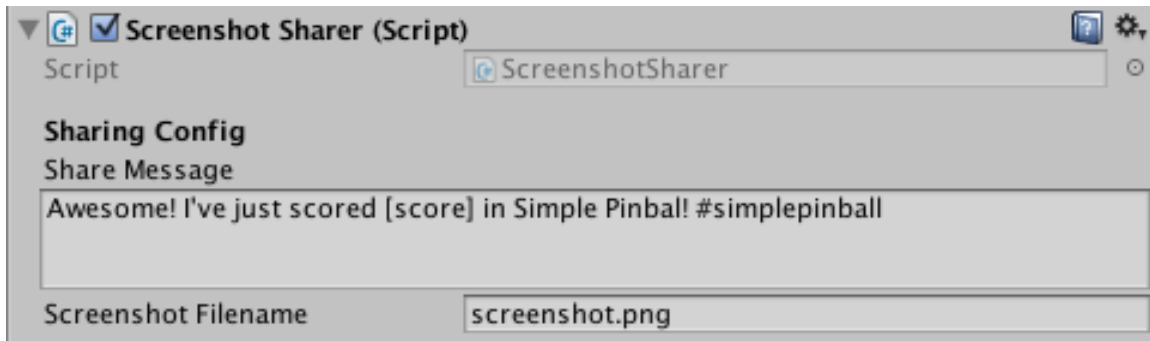 Screenshot Sharer (Script)
Script ScreenshotSharer
Sharing Config
Share Message
Awesome! I've just scored [score] in Simple Pinbal! #simplepinball
Screenshot Filename screenshot.png